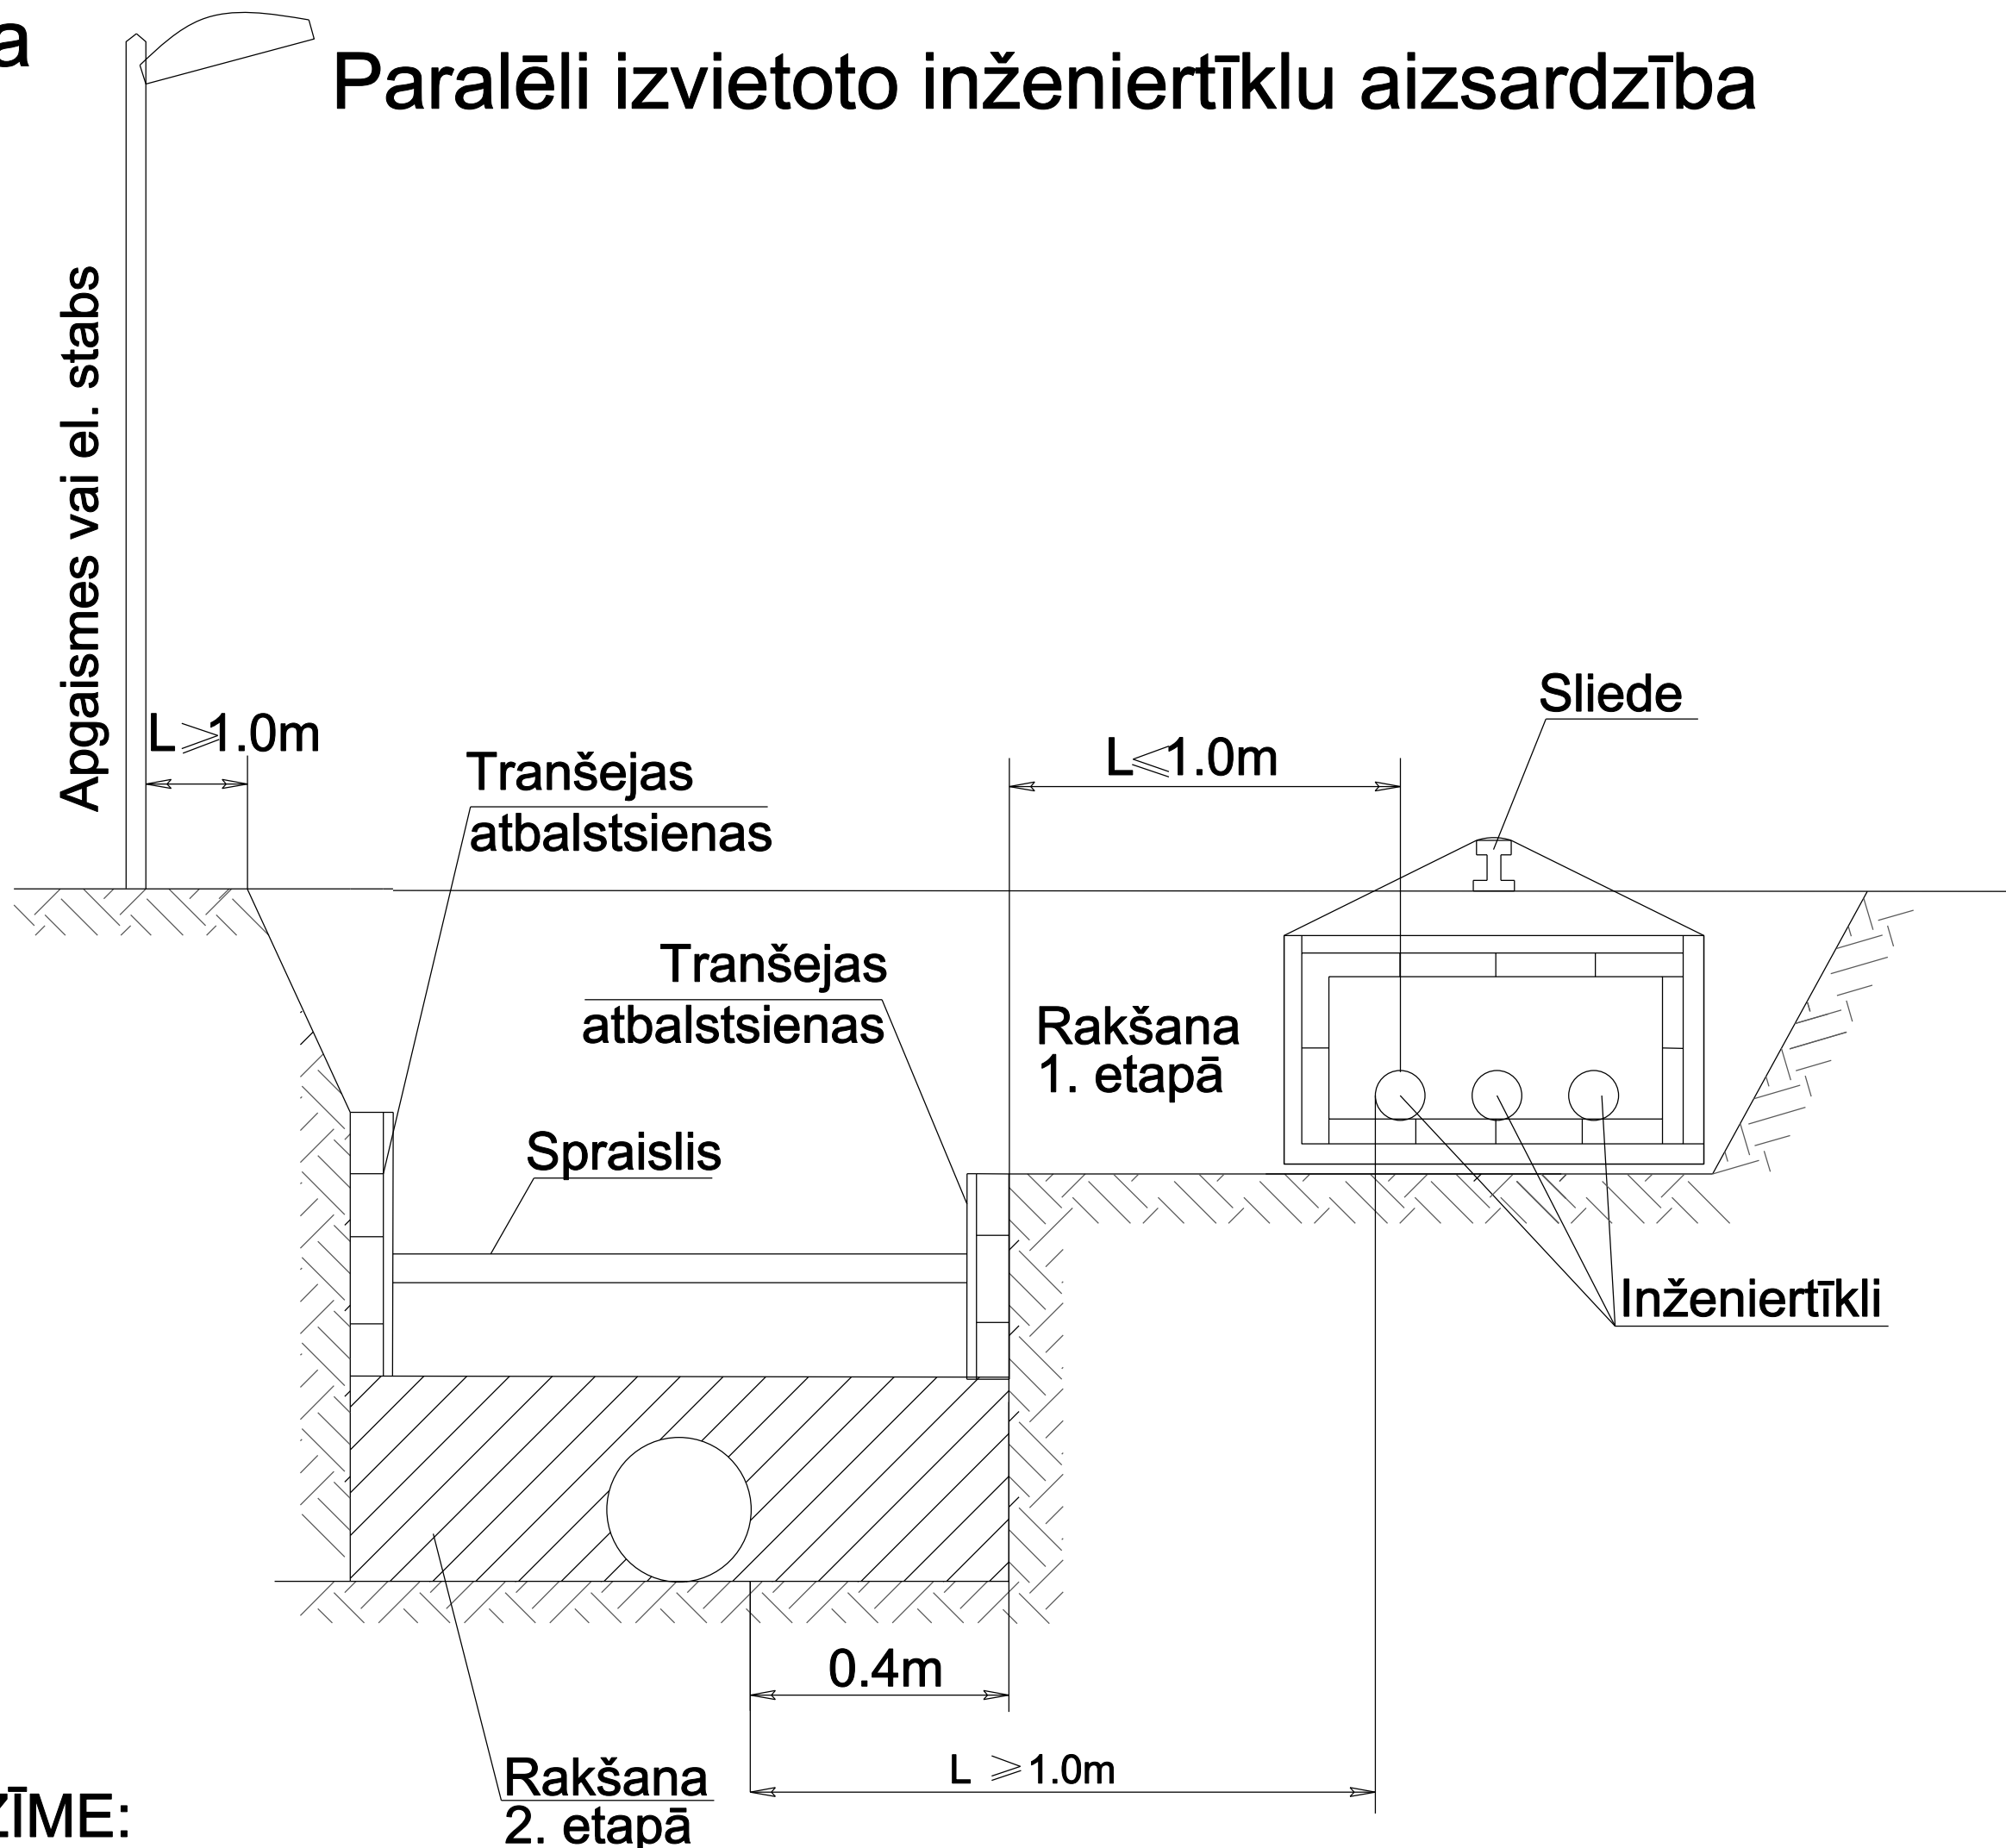 a
Paralēli izvietoto inženiertīklu aizsardzība
Apgaismes vai el. stabs
L ⩾1.0m
Tranšejas
atbalstsienas
L⩽1.0m
Sliede
Tranšejas
atbalstsienas
Rakšana
1. etapā
Spraislis
Inženiertīkli
0.4m
L ⩾1.0m
Rakšana
2. etapā
ZĪME: